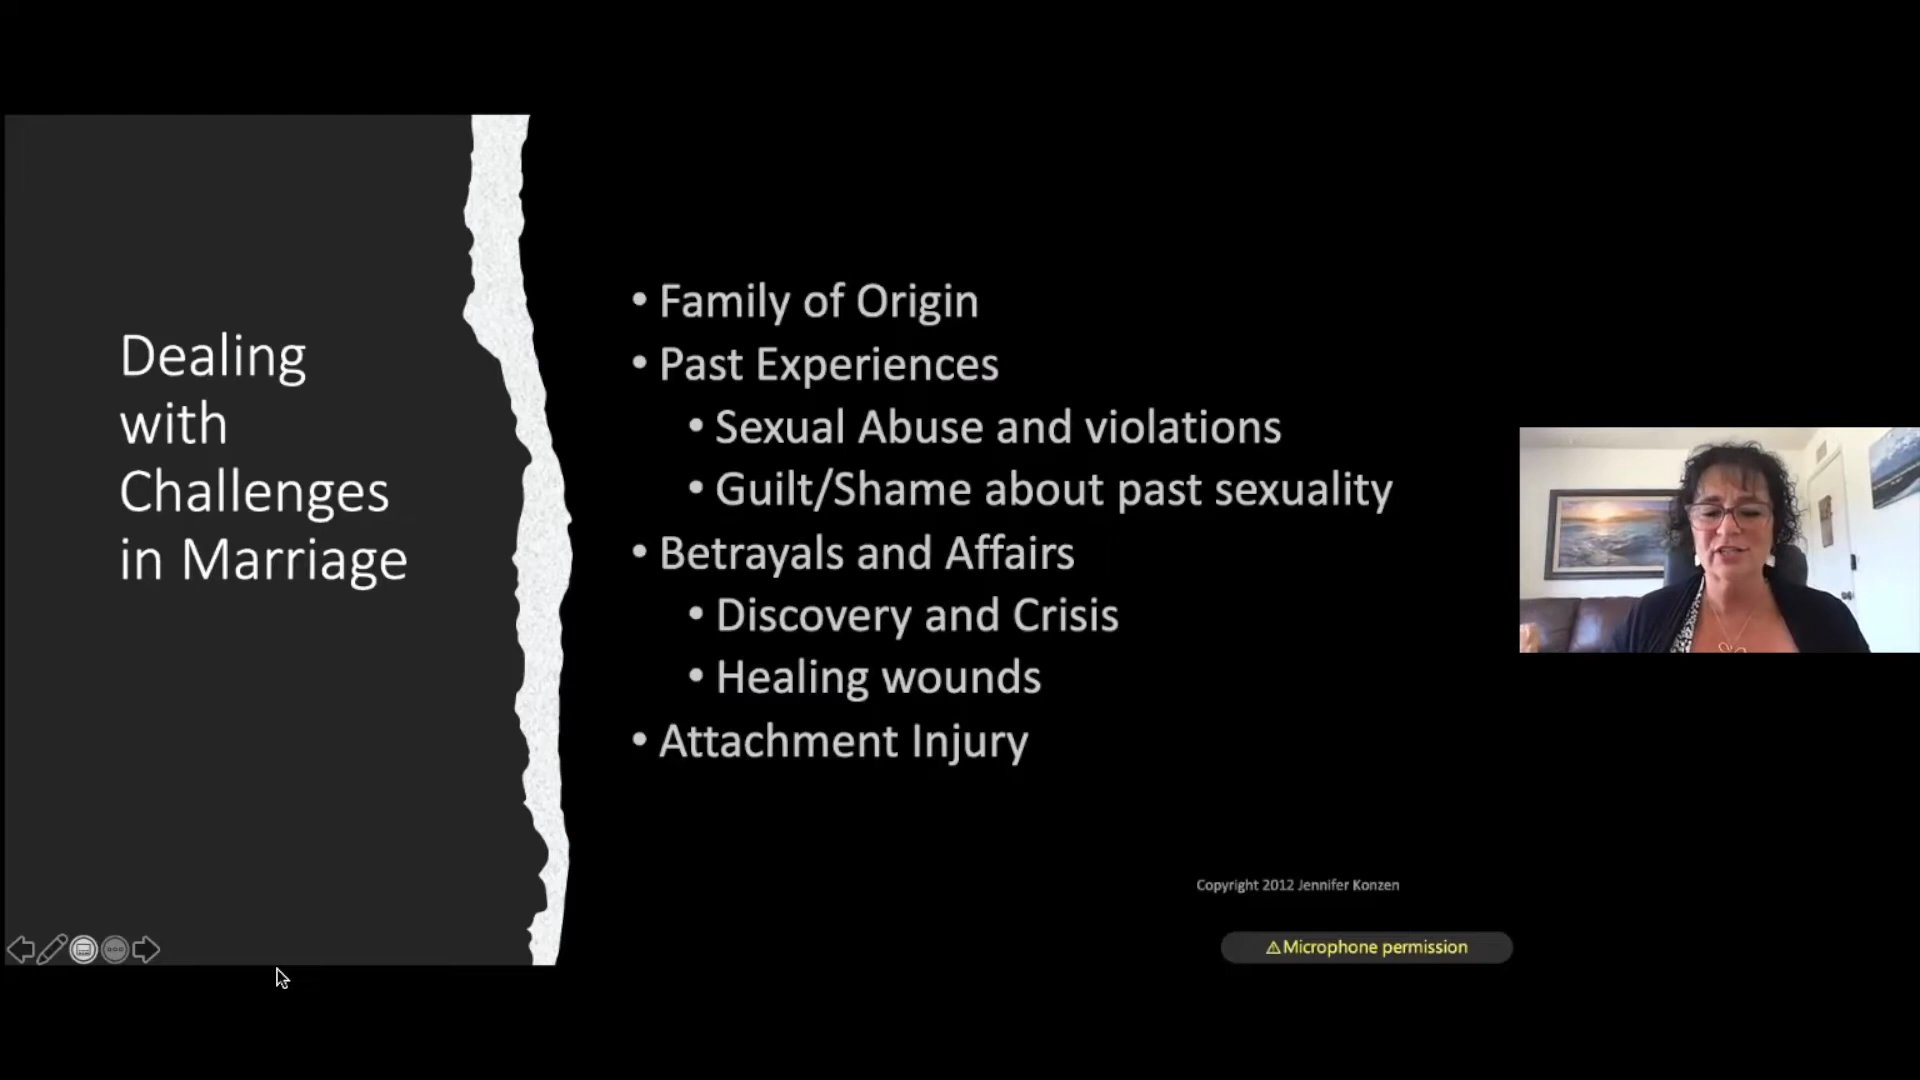 Dealing
with
Challenges
in Marriage
• Family of Origin
• Past Experiences
• Sexual Abuse and violations
• Guilt/Shame about past sexuality
• Betrayals and Affairs
• Discovery and Crisis
• Healing wounds
• Attachment Injury
Copyright 2012 Jennifer Konzen
⚠Microphone permission